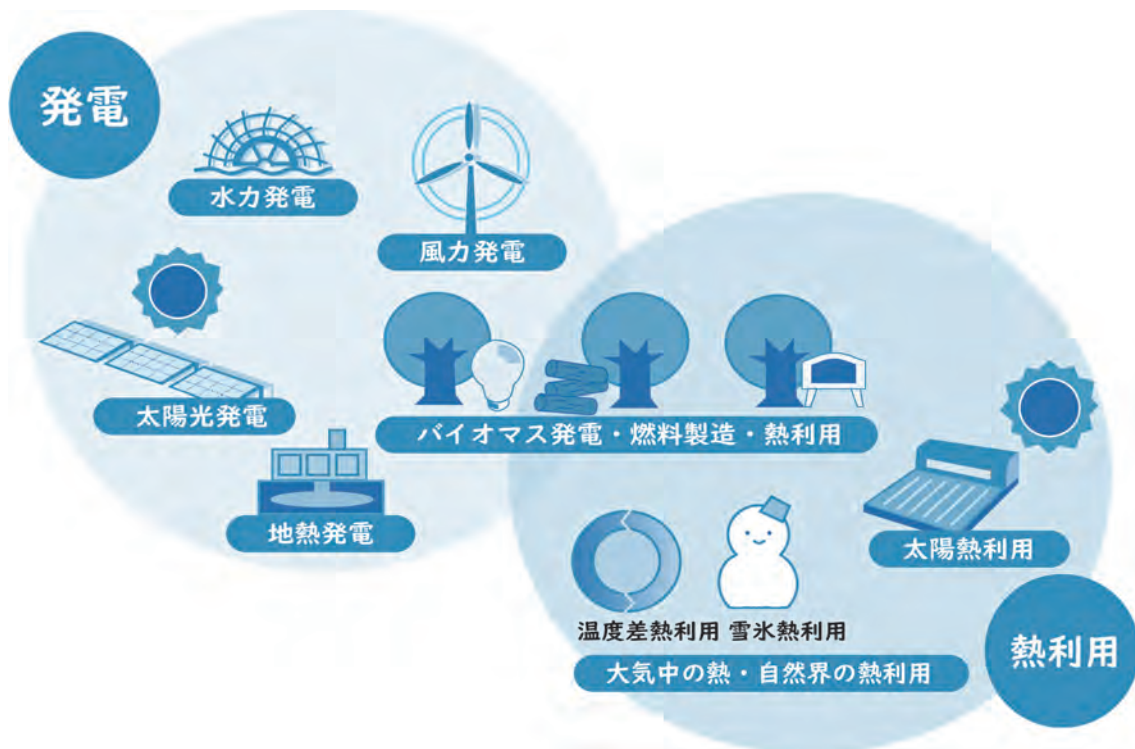 発電
水力発電
風力発電
太陽光発電
バイオマス発電・燃料製造・熱利用
地熱発電
太陽熱利用
温度差熱利用 雪氷熱利用
大気中の熱・自然界の熱利用
熱利用